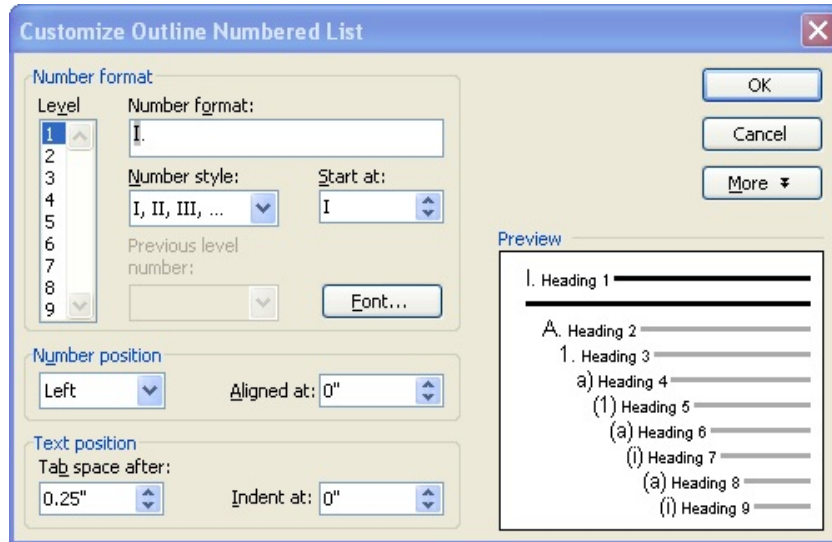 Customize Outline Numbered List
Number format
Level
Number format:
1
2
3
4
5
6
7
8
9
I.
Number style:
Start at:
I, II, III, ...
I
Previous level
number:
Font...
Number position
Left
Aligned at: 0"
Text position
Tab space after:
0.25"
Indent at: 0"
OK
Cancel
More
Preview
I. Heading 1
A. Heading 2
1. Heading 3
a) Heading 4
(1) Heading 5
(a) Heading 6
(i) Heading 7
(a) Heading 8
(i) Heading 9